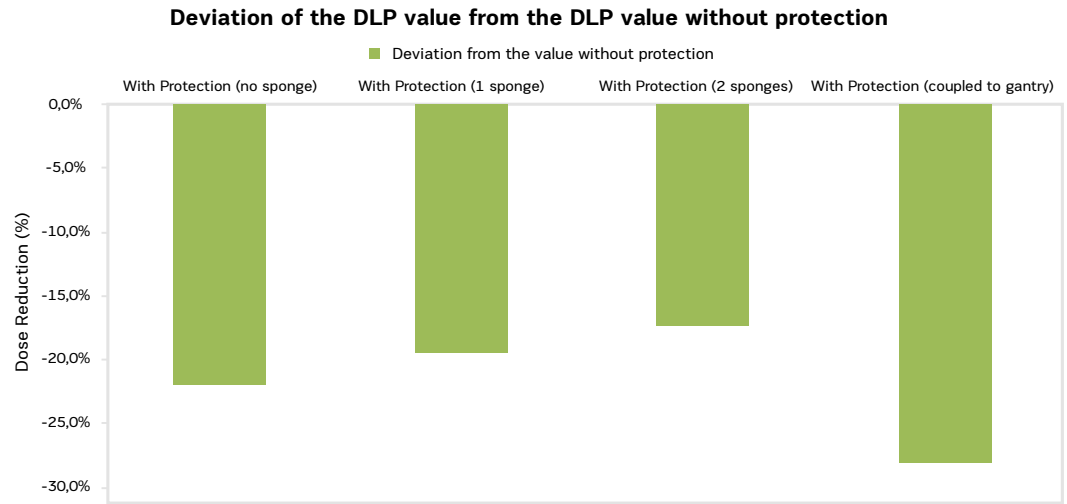 Deviation of the DLP value from the DLP value without protection
Deviation from the value without protection
With Protection (no sponge) With Protection (1 sponge) With Protection (2 sponges) With Protection (coupled to gantry)
0,0%
-5,0%
-10,0%
-15,0%
-20,0%
-25,0%
-30,0%
Dose Reduction (%)